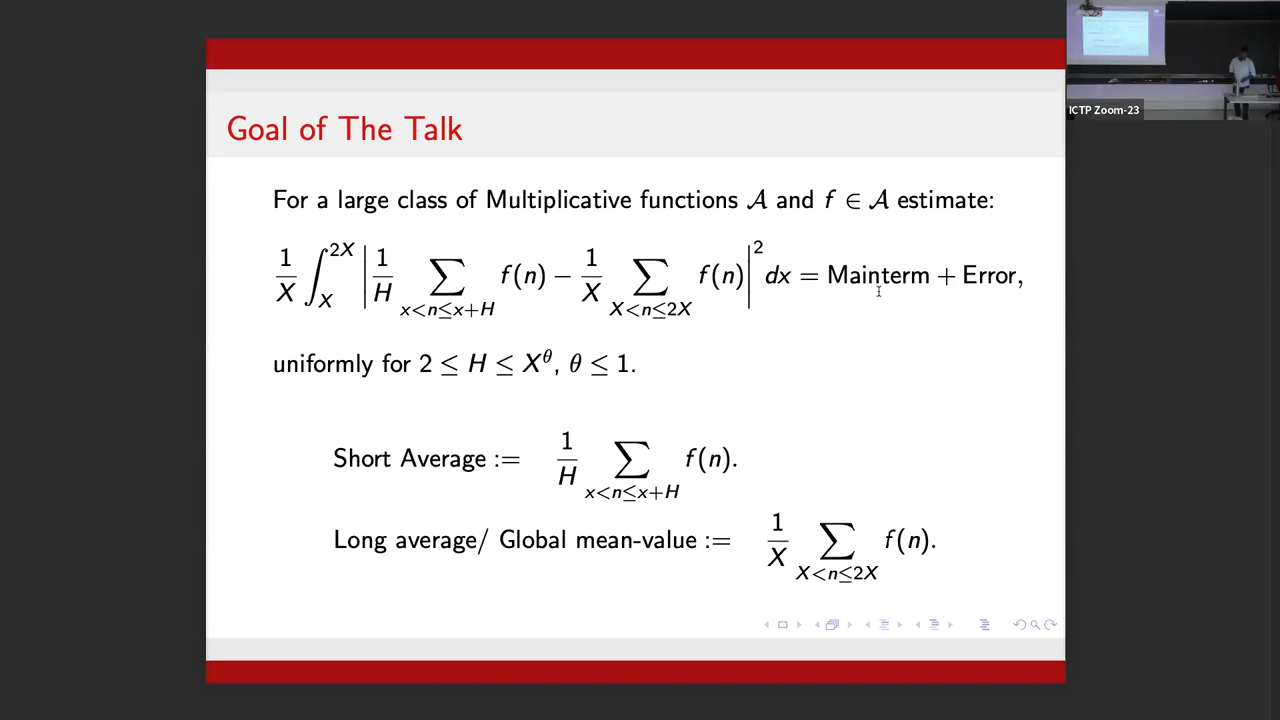 ICTP Zoom-23
Goal of The Talk
For a large class of Multiplicative functions 𝒜 and f ∈ 𝒜 estimate:
1/X ∫_X^{2X} | 1/H ∑_{x<n≤x+H} f(n) − 1/X ∑_{X<n≤2X} f(n) |^2 dx = Mainterm + Error,
uniformly for 2 ≤ H ≤ X^θ, θ ≤ 1.
Short Average := 1/H ∑_{x<n≤x+H} f(n).
Long average/ Global mean-value := 1/X ∑_{X<n≤2X} f(n).